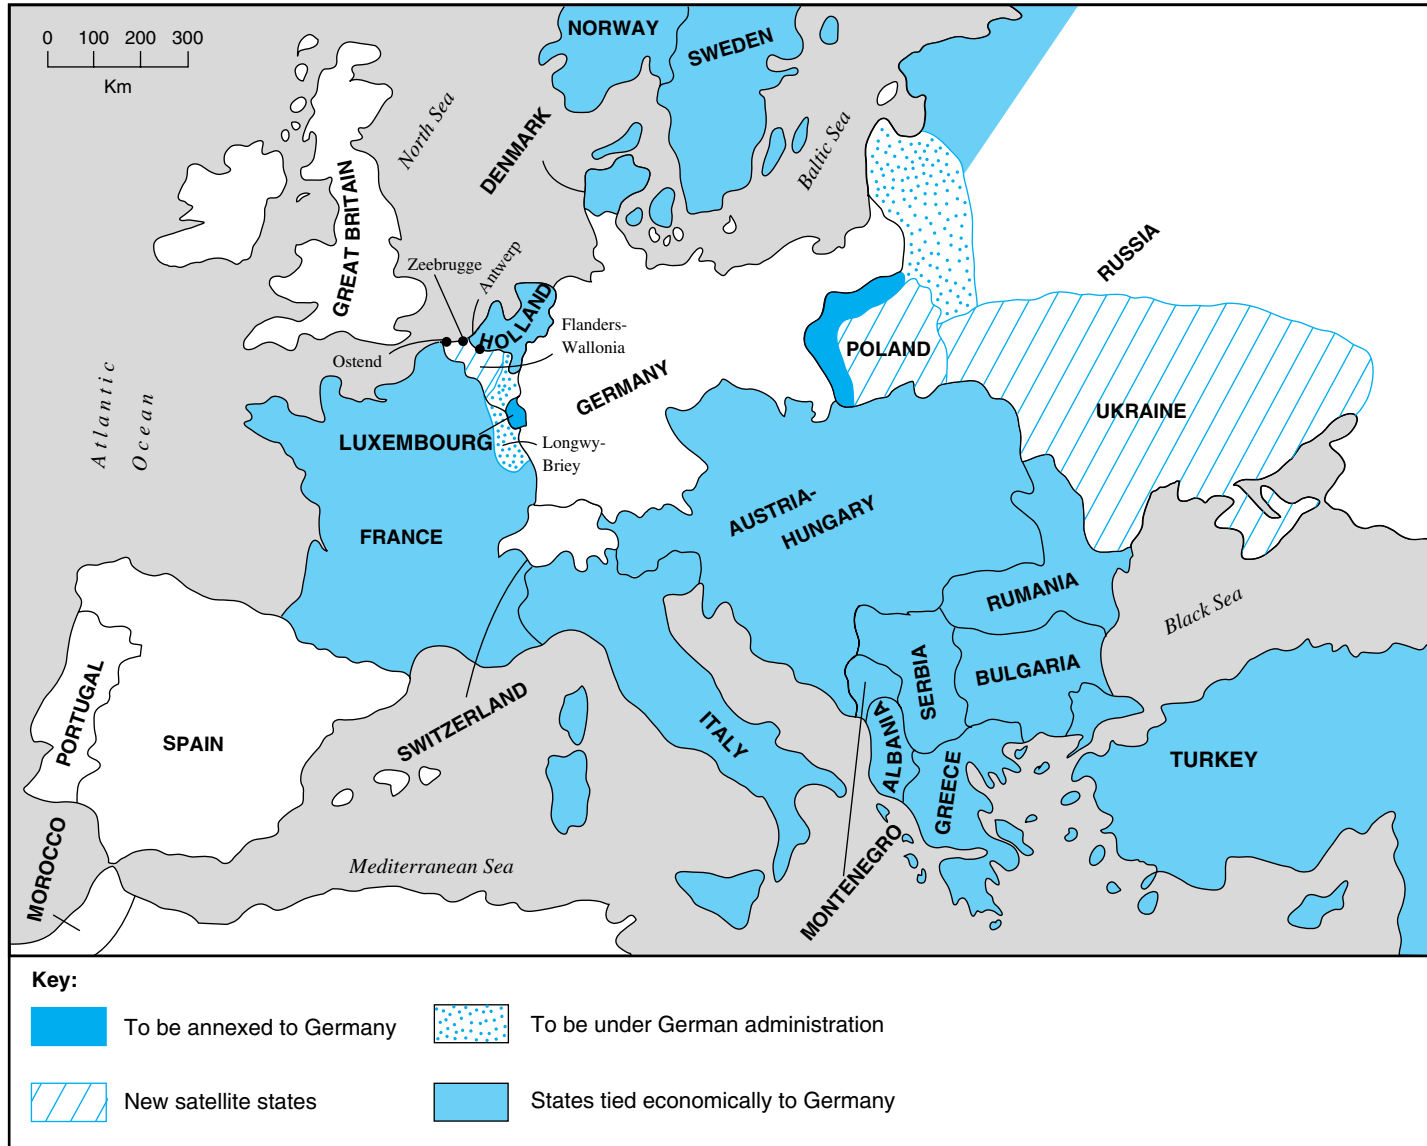 0 100 200 300
Km
NORWAY
SWEDEN
North Sea
DENMARK
Baltic Sea
GREAT BRITAIN
RUSSIA
Zeebrugge
Antwerp
HOLLAND
Flanders-
Wallonia
Ostend
POLAND
GERMANY
Atlantic
Ocean
UKRAINE
LUXEMBOURG
Longwy-
Briey
AUSTRIA-
HUNGARY
FRANCE
RUMANIA
Black Sea
SERBIA
BULGARIA
PORTUGAL
SPAIN
SWITZERLAND
ITALY
ALBANIA
GREECE
TURKEY
MOROCCO
Mediterranean Sea
MONTENEGRO
Key:
To be annexed to Germany
To be under German administration
New satellite states
States tied economically to Germany